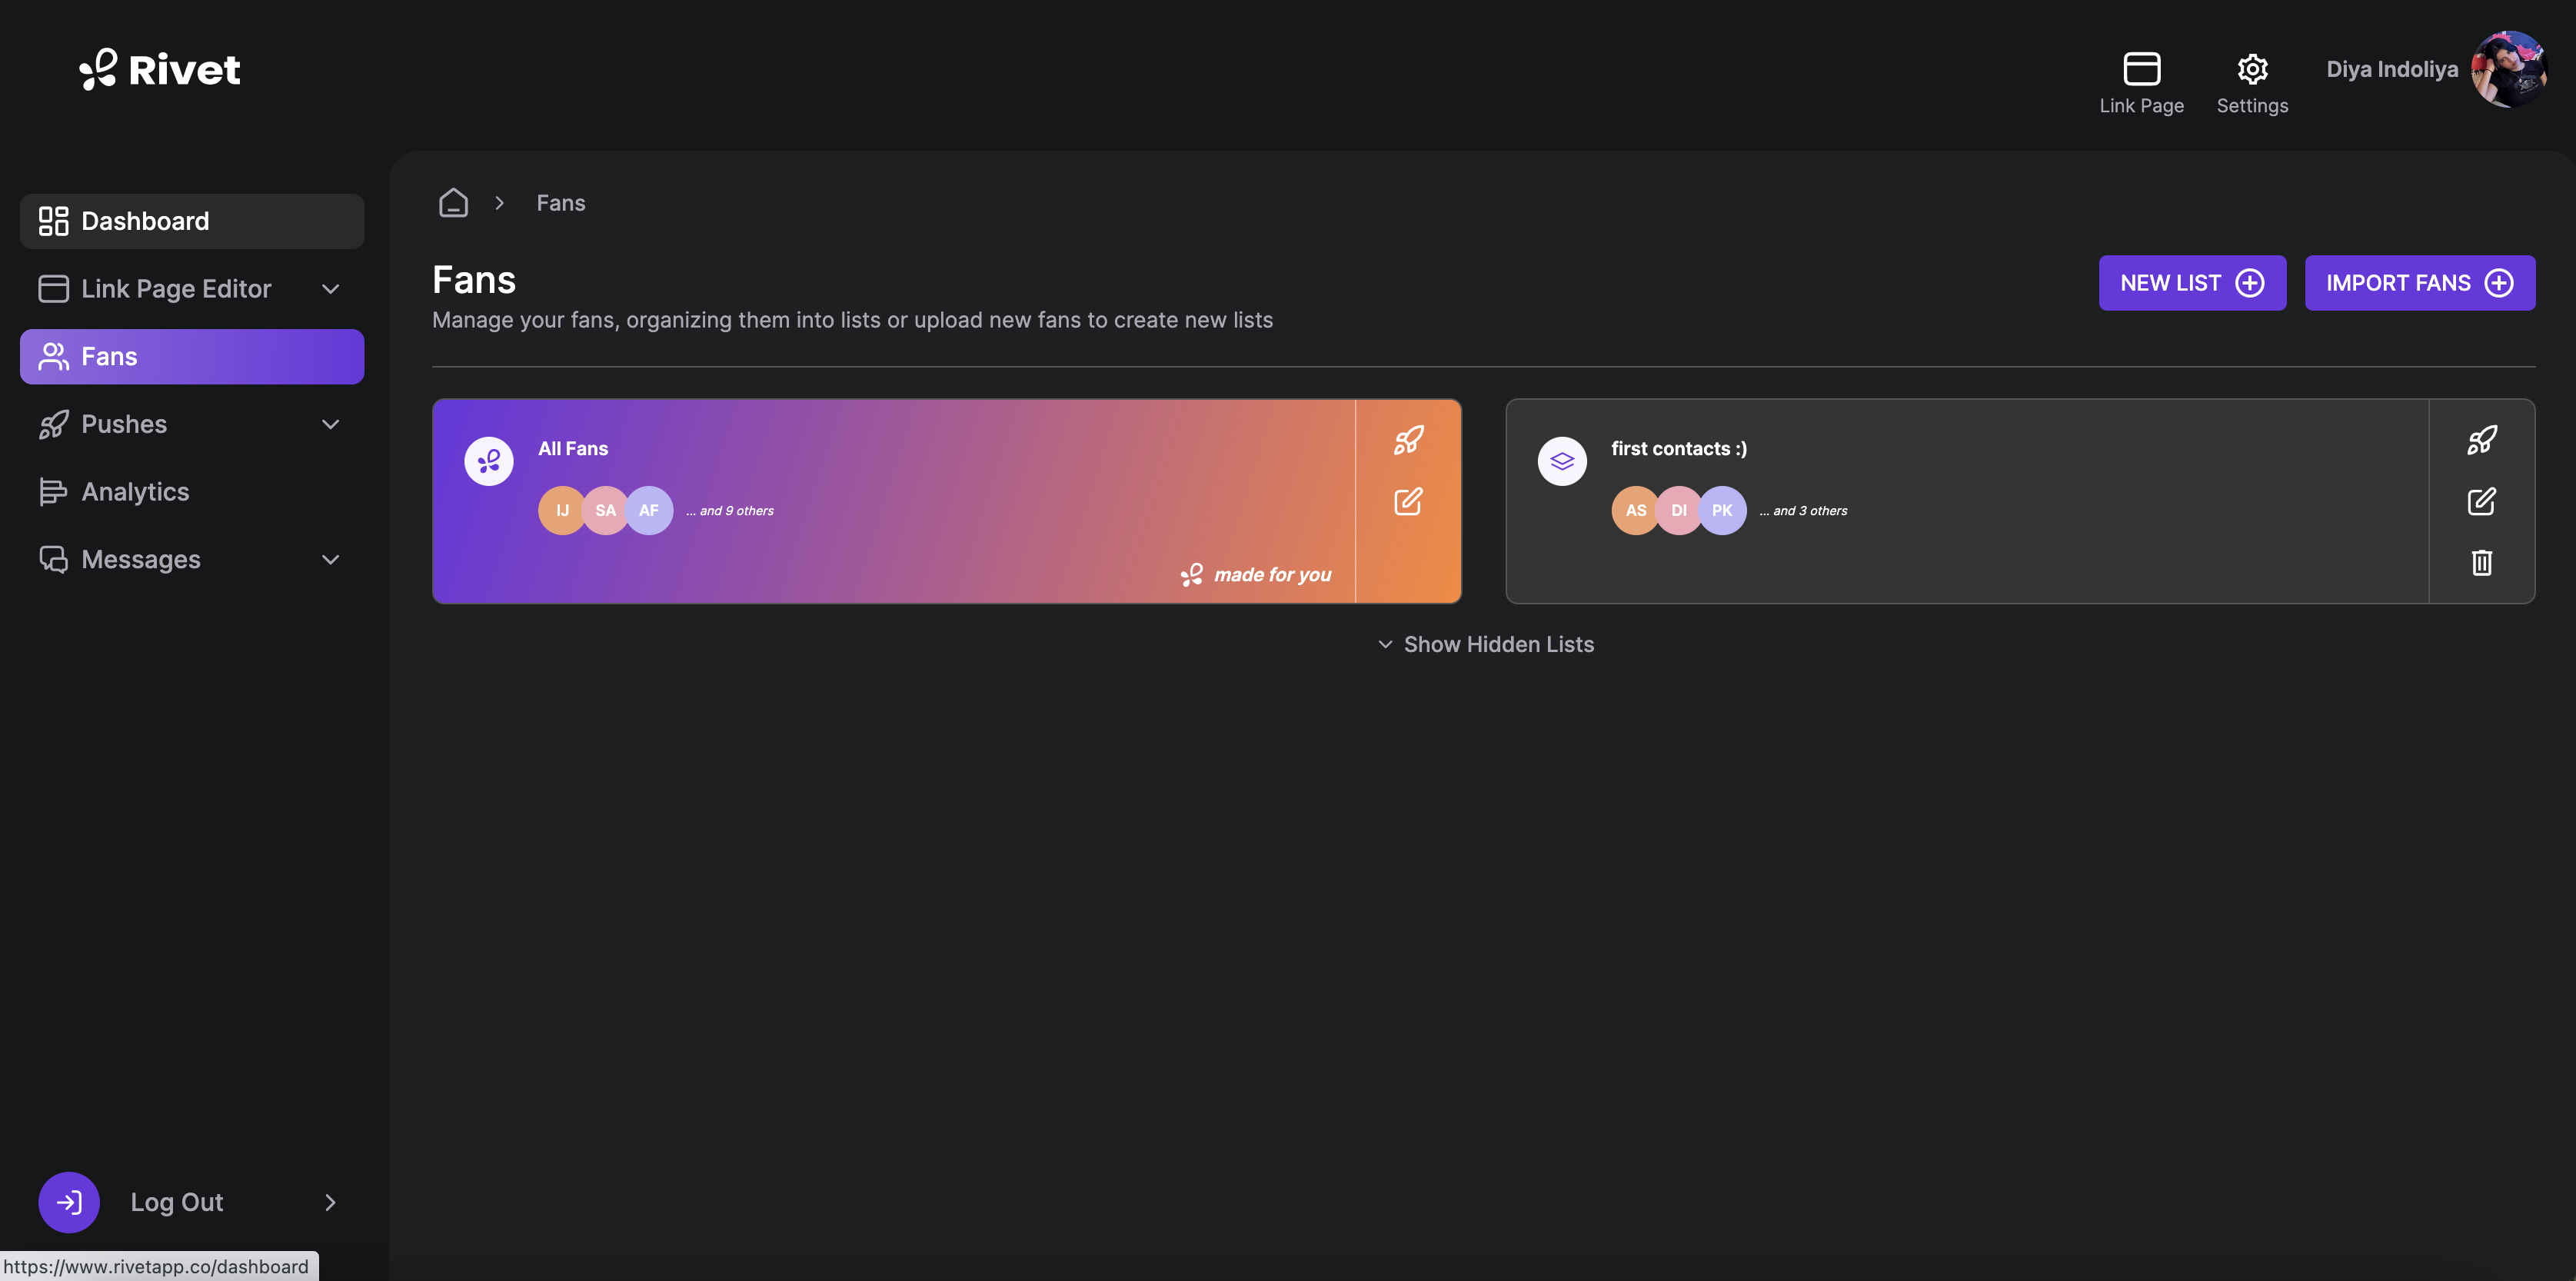 Rivet
Link Page
Settings
Diya Indoliya
Dashboard
Link Page Editor
Fans
Pushes
Analytics
Messages
Log Out
https://www.rivetapp.co/dashboard
Fans
Fans
Manage your fans, organizing them into lists or upload new fans to create new lists
NEW LIST
IMPORT FANS
All Fans
IJ SA AF ... and 9 others
made for you
first contacts :)
AS DI PK ... and 3 others
Show Hidden Lists